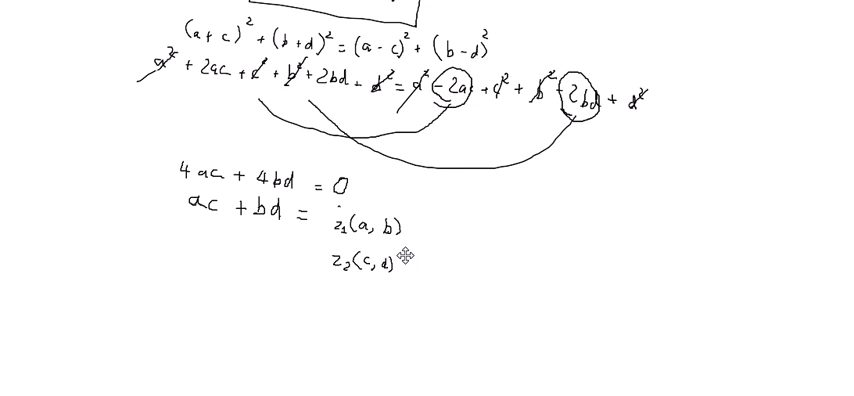 (a + c)² + (b + d)² = (a - c)² + (b - d)²
a² + 2ac + c² + b² + 2bd + d² = a² - 2ac + c² + b² - 2bd + d²
4ac + 4bd = 0
ac + bd =
z₁(a, b)
z₂(c, d)